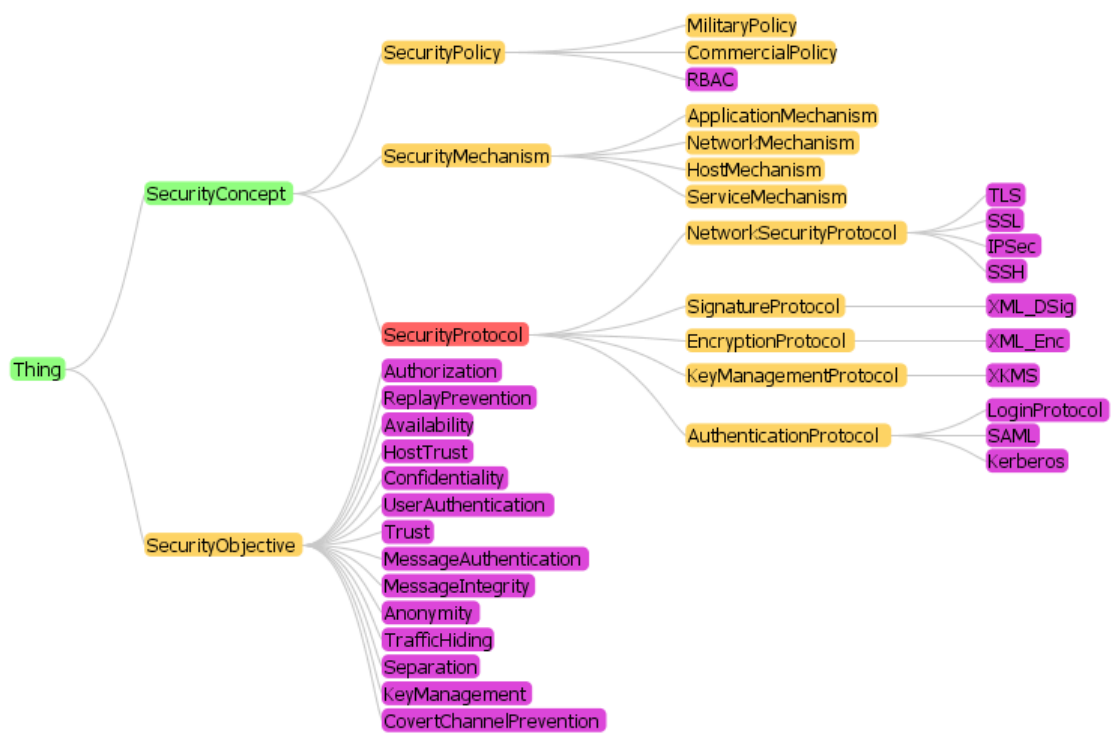 Thing
SecurityConcept
SecurityPolicy
MilitaryPolicy
CommercialPolicy
RBAC
SecurityMechanism
ApplicationMechanism
NetworkMechanism
HostMechanism
ServiceMechanism
SecurityProtocol
NetworkSecurityProtocol
TLS
SSL
IPSec
SSH
SignatureProtocol
XML_DSig
EncryptionProtocol
XML_Enc
KeyManagementProtocol
XKMS
AuthenticationProtocol
LoginProtocol
SAML
Kerberos
SecurityObjective
Authorization
ReplayPrevention
Availability
HostTrust
Confidentiality
UserAuthentication
Trust
MessageAuthentication
MessageIntegrity
Anonymity
TrafficHiding
Separation
KeyManagement
CovertChannelPrevention